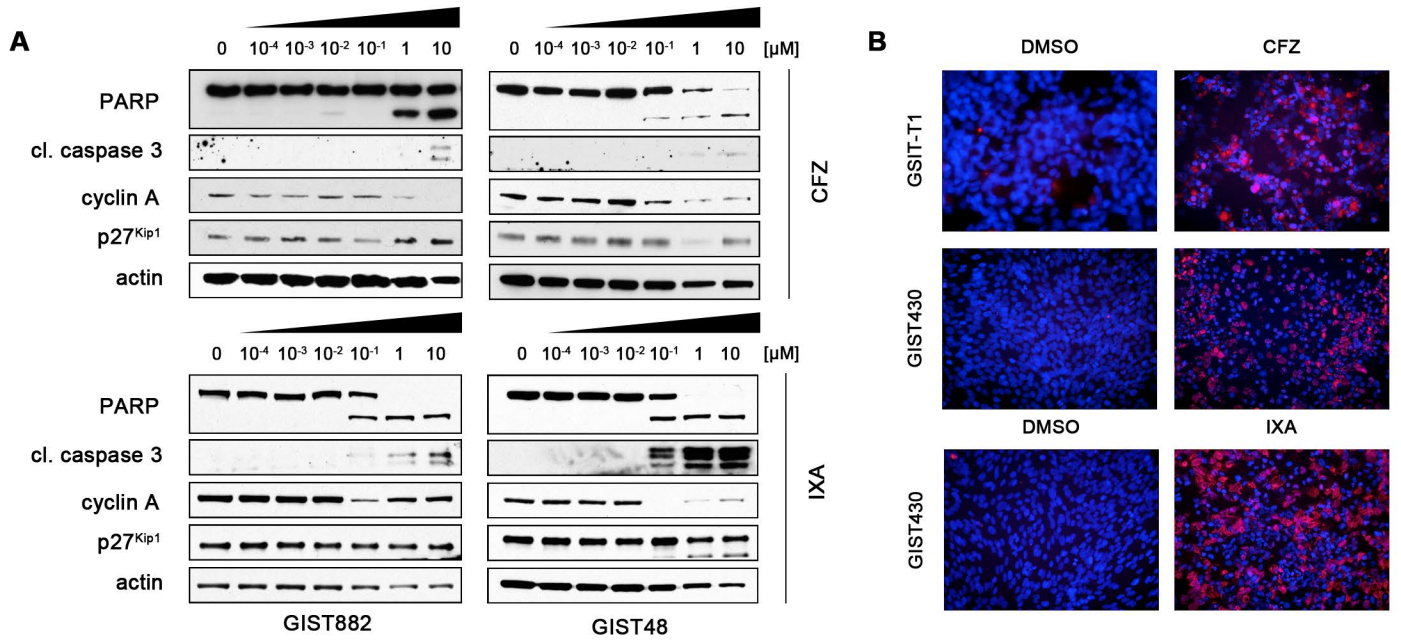 A
0 10-4 10-3 10-2 10-1 1 10 [µM]
0 10-4 10-3 10-2 10-1 1 10 [µM]
PARP
cl. caspase 3
cyclin A
p27Kip1
actin
CFZ
0 10-4 10-3 10-2 10-1 1 10
0 10-4 10-3 10-2 10-1 1 10 [µM]
PARP
cl. caspase 3
cyclin A
p27Kip1
actin
IXA
GIST882
GIST48
B
DMSO
CFZ
GSIT-T1
GIST430
DMSO
IXA
GIST430